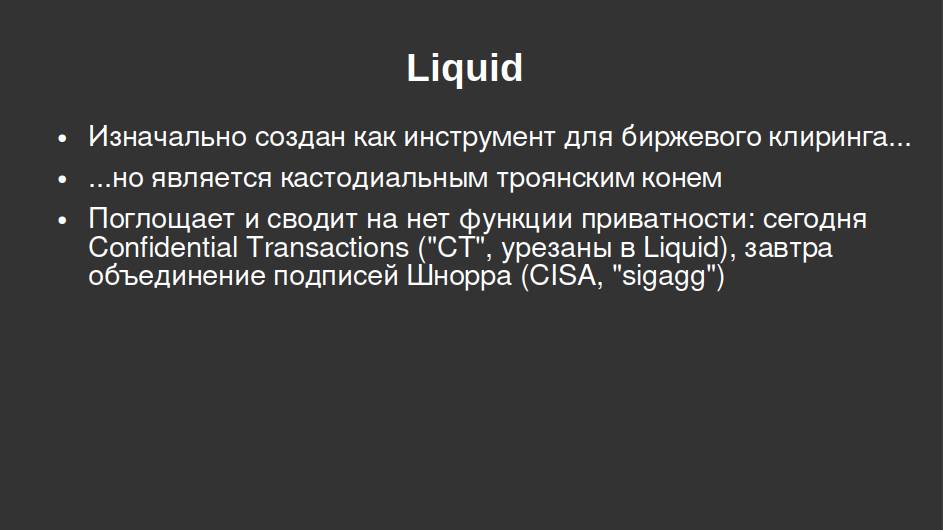 Liquid
• Изначально создан как инструмент для биржевого клиринга...
• ...но является кастодиальным троянским конем
• Поглощает и сводит на нет функции приватности: сегодня
Confidential Transactions ("CT", урезаны в Liquid), завтра
объединение подписей Шнорра (CISA, "sigagg")